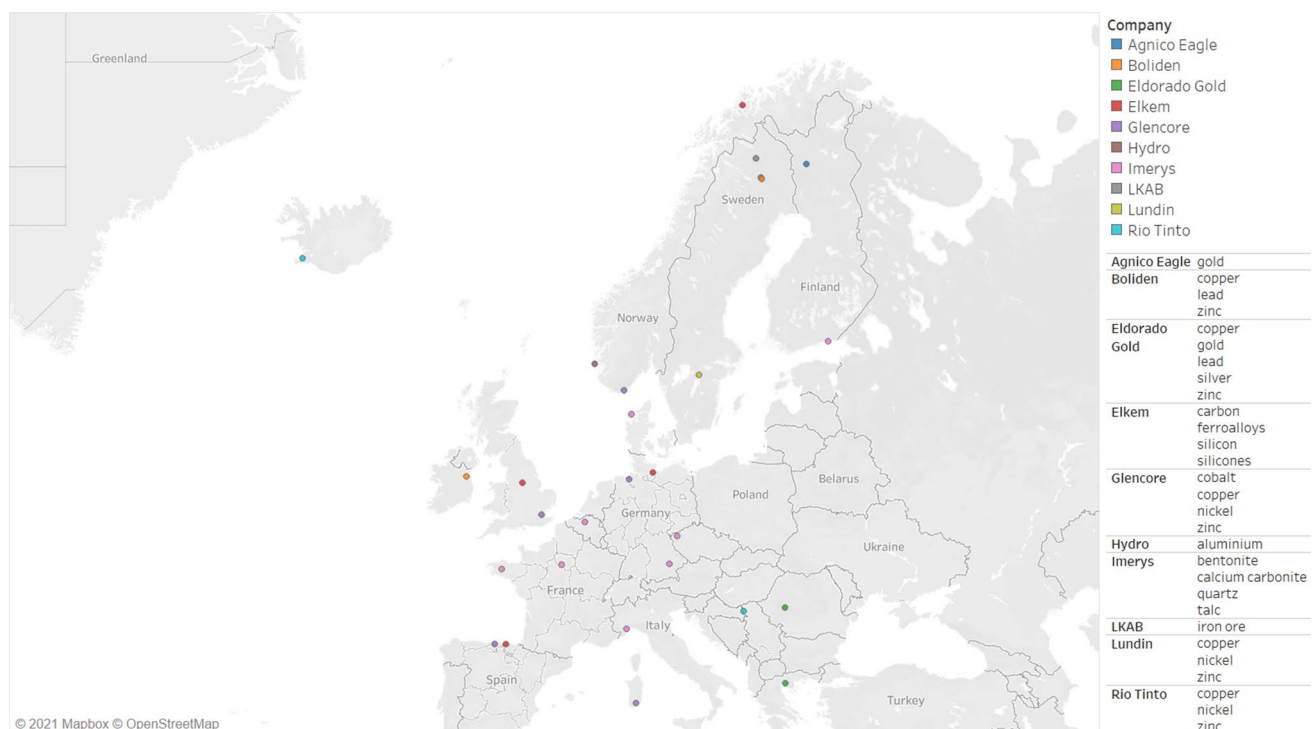 Greenland
Sweden
Finland
Norway
Belarus
Poland
Germany
Ukraine
France
Italy
Spain
Turkey
© 2021 Mapbox © OpenStreetMap
Company
Agnico Eagle
Boliden
Eldorado Gold
Elkem
Glencore
Hydro
Imerys
LKAB
Lundin
Rio Tinto
Agnico Eagle gold
Boliden copper
lead
zinc
Eldorado copper
Gold gold
lead
silver
zinc
Elkem carbon
ferroalloys
silicon
silicones
Glencore cobalt
copper
nickel
zinc
Hydro aluminium
Imerys bentonite
calcium carbonite
quartz
talc
LKAB iron ore
Lundin copper
nickel
zinc
Rio Tinto copper
nickel
zinc